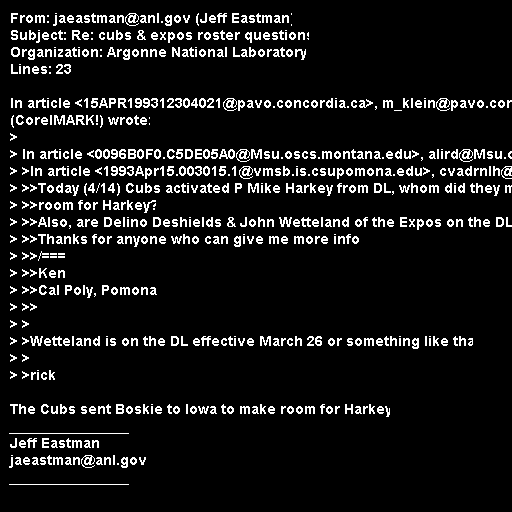 From: jaeastman@anl.gov (Jeff Eastman)
Subject: Re: cubs & expos roster questions
Organization: Argonne National Laboratory
Lines: 23

In article <15APR199312304021@pavo.concordia.ca>, m_klein@pavo.cor
(CorelMARK!) wrote:
>
> In article <0096B0F0.C5DE05A0@Msu.oscs.montana.edu>, alird@Msu.o
> >In article <1993Apr15.003015.1@vmsb.is.csupomona.edu>, cvadrnlh@
> >>Today (4/14) Cubs activated P Mike Harkey from DL, whom did they m
> >>room for Harkey?
> >>Also, are Delino Deshields & John Wetteland of the Expos on the DL
> >>Thanks for anyone who can give me more info
> >>/===
> >>Ken
> >>Cal Poly, Pomona
> >>
> >
> >Wetteland is on the DL effective March 26 or something like tha
> >
> >rick

The Cubs sent Boskie to Iowa to make room for Harkey
_______________
Jeff Eastman
jaeastman@anl.gov
_______________